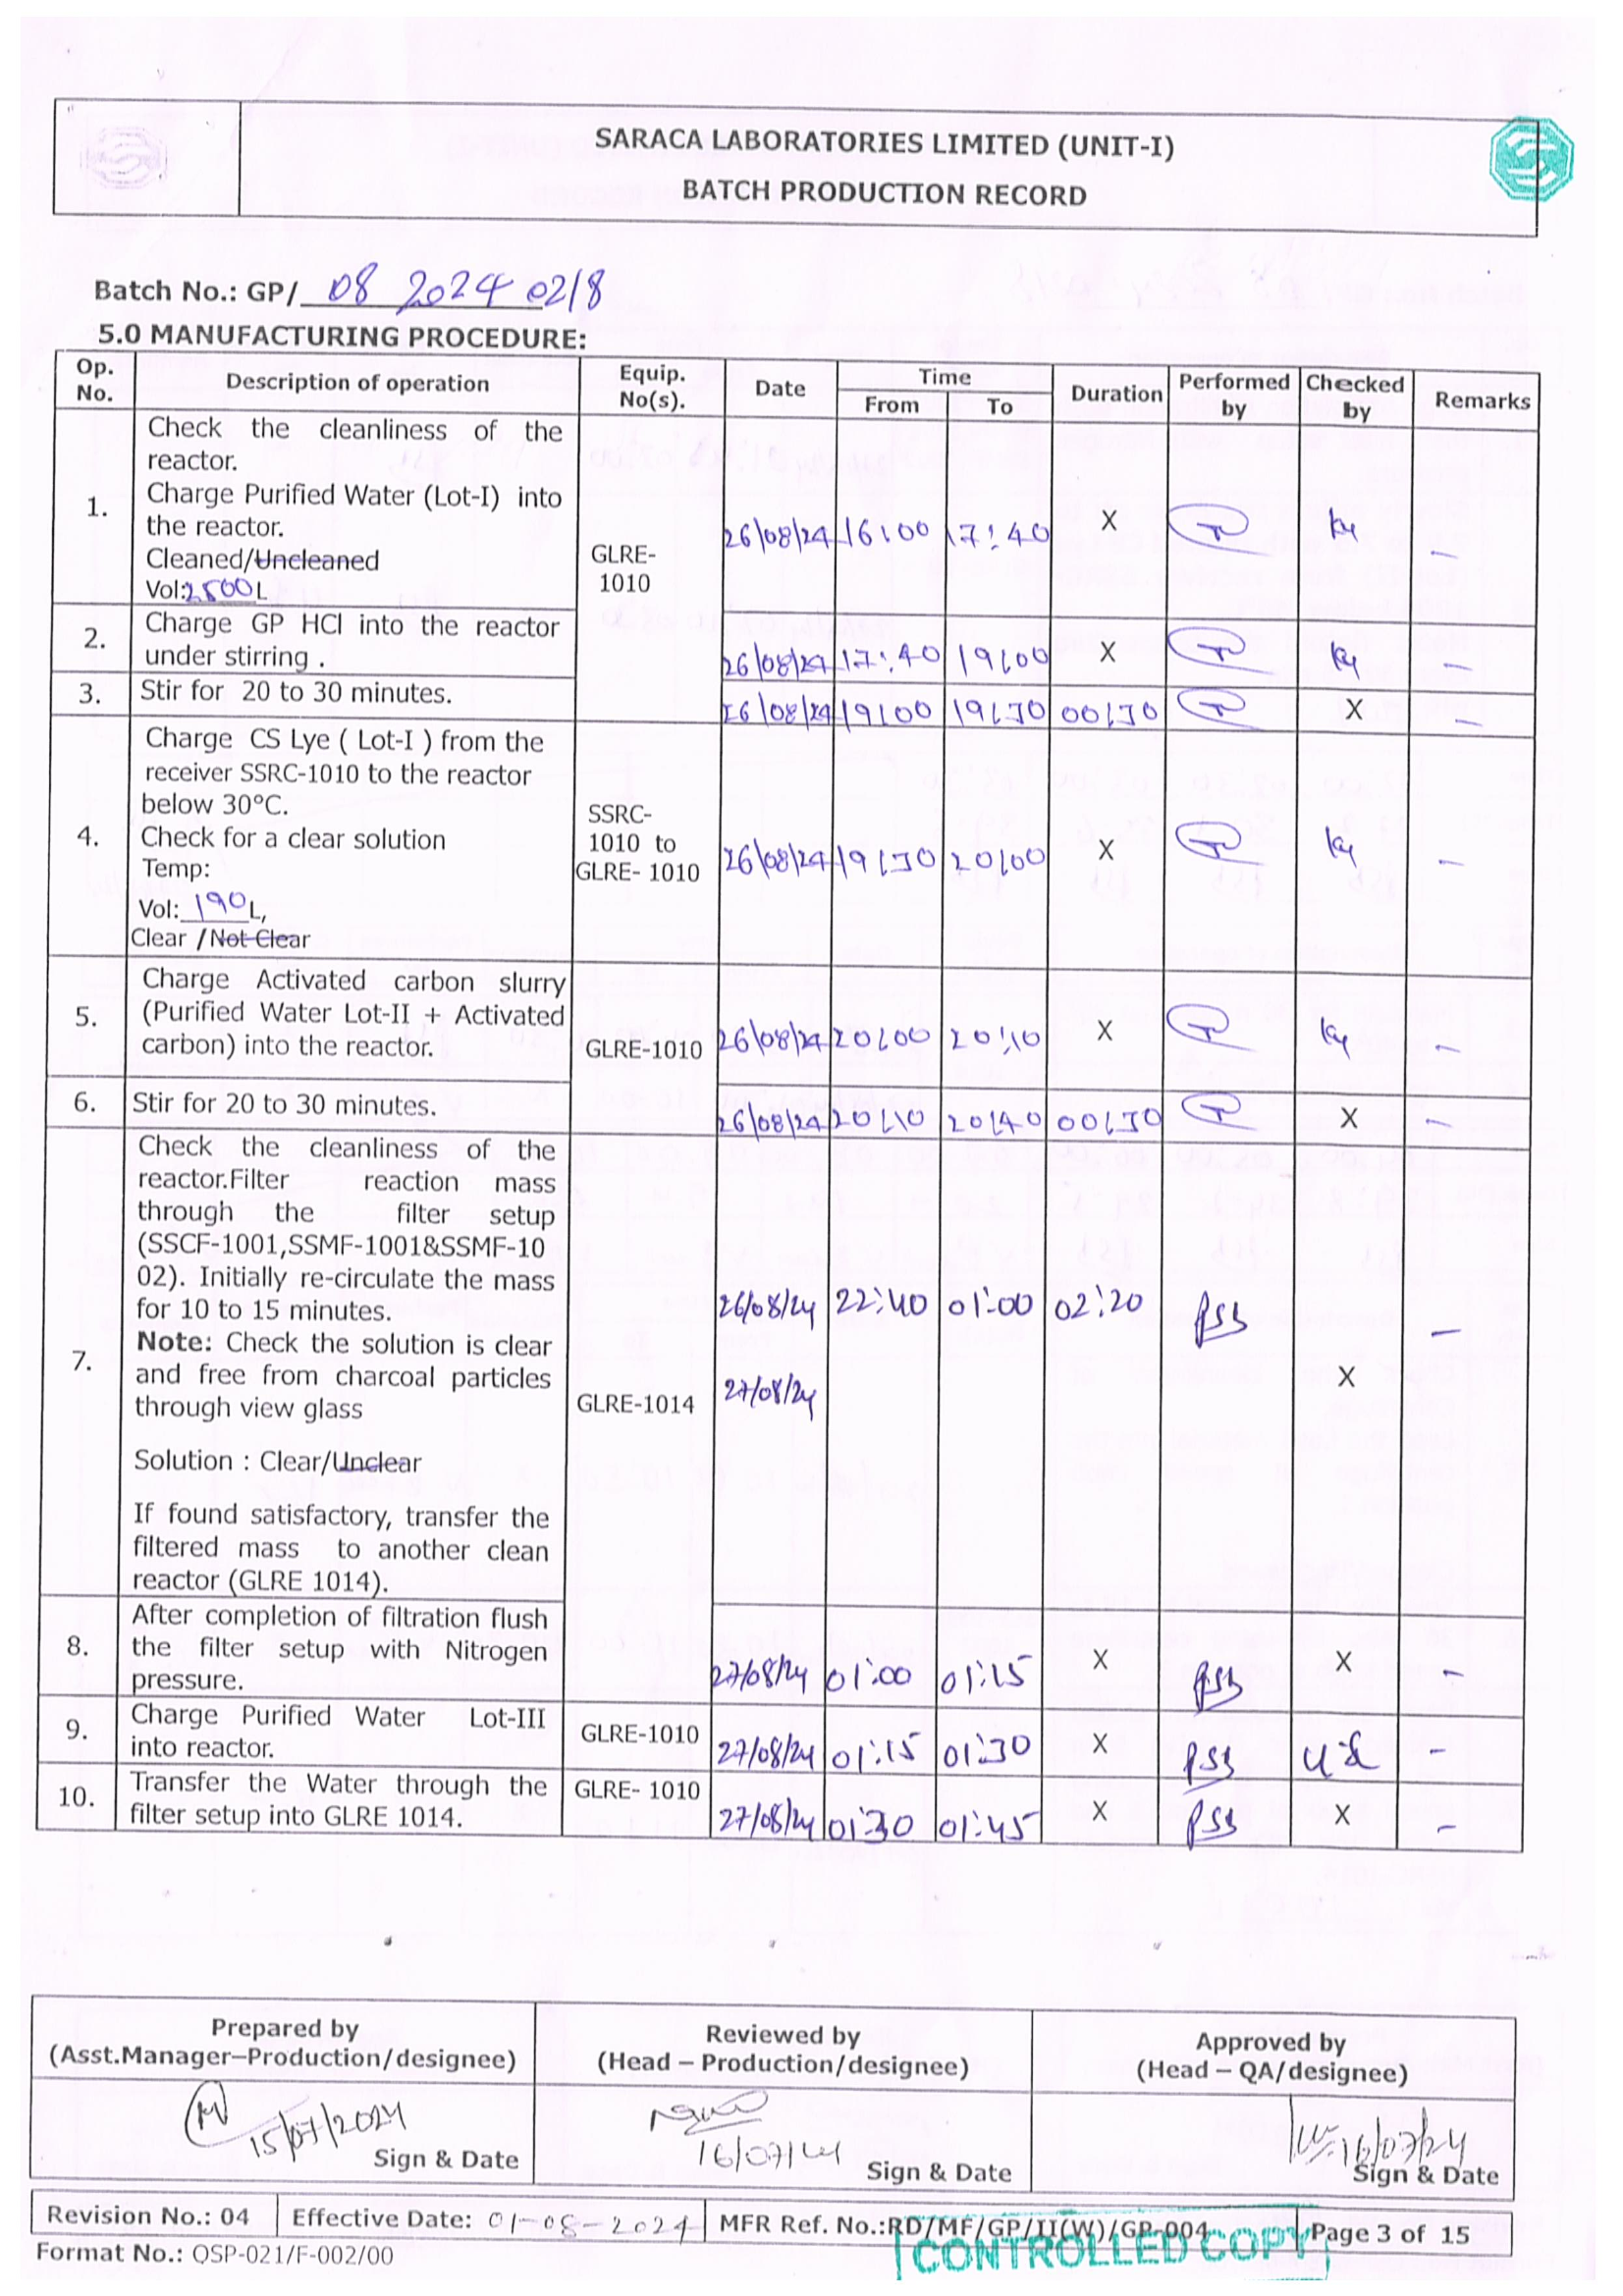 SARACA LABORATORIES LIMITED (UNIT-I)
BATCH PRODUCTION RECORD
Batch No.: GP/ 08 2024 0218
5.0 MANUFACTURING PROCEDURE:
Op. No. Description of operation Equip. No(s). Date Time From To Duration Performed by Checked by Remarks
1. Check the cleanliness of the
reactor.
Charge Purified Water (Lot-I) into
the reactor.
Cleaned/Uncleaned
Vol:2500L
GLRE-
1010
26/08/24 16:00 17:40 X
2. Charge GP HCl into the reactor
under stirring .
26/08/24 17:40 19:00 X
3. Stir for 20 to 30 minutes.
26/08/24 19:00 19:30 00:30 X
4. Charge CS Lye ( Lot-I ) from the
receiver SSRC-1010 to the reactor
below 30°C.
Check for a clear solution
Temp:
Vol: 190 L,
Clear /Not Clear
SSRC-
1010 to
GLRE- 1010
26/08/24 19:30 20:00 X
5. Charge Activated carbon slurry
(Purified Water Lot-II + Activated
carbon) into the reactor.
GLRE-1010
26/08/24 20:00 20:10 X
6. Stir for 20 to 30 minutes.
26/08/24 20:10 20:40 00:30 X
7. Check the cleanliness of the
reactor.Filter reaction mass
through the filter setup
(SSCF-1001,SSMF-1001&SSMF-10
02). Initially re-circulate the mass
for 10 to 15 minutes.
Note: Check the solution is clear
and free from charcoal particles
through view glass
Solution : Clear/Unclear
If found satisfactory, transfer the
filtered mass to another clean
reactor (GLRE 1014).
GLRE-1014
26/08/24 22:40 01:00 02:20 pss
27/08/24 X
8. After completion of filtration flush
the filter setup with Nitrogen
pressure.
27/08/24 01:00 01:15 X pss X
9. Charge Purified Water Lot-III
into reactor.
GLRE-1010
27/08/24 01:15 01:30 X pss
10. Transfer the Water through the
filter setup into GLRE 1014.
GLRE- 1010
27/08/24 01:30 01:45 X pss X
Prepared by
(Asst.Manager–Production/designee)
15/07/2024
Sign & Date
Reviewed by
(Head – Production/designee)
16/07/24
Sign & Date
Approved by
(Head – QA/designee)
16/07/24
Sign & Date
Revision No.: 04 Effective Date: 01-08-2024 MFR Ref. No.:RD/MF/GP/II(W)/GP-004 Page 3 of 15
Format No.: QSP-021/F-002/00
CONTROLLED COPY